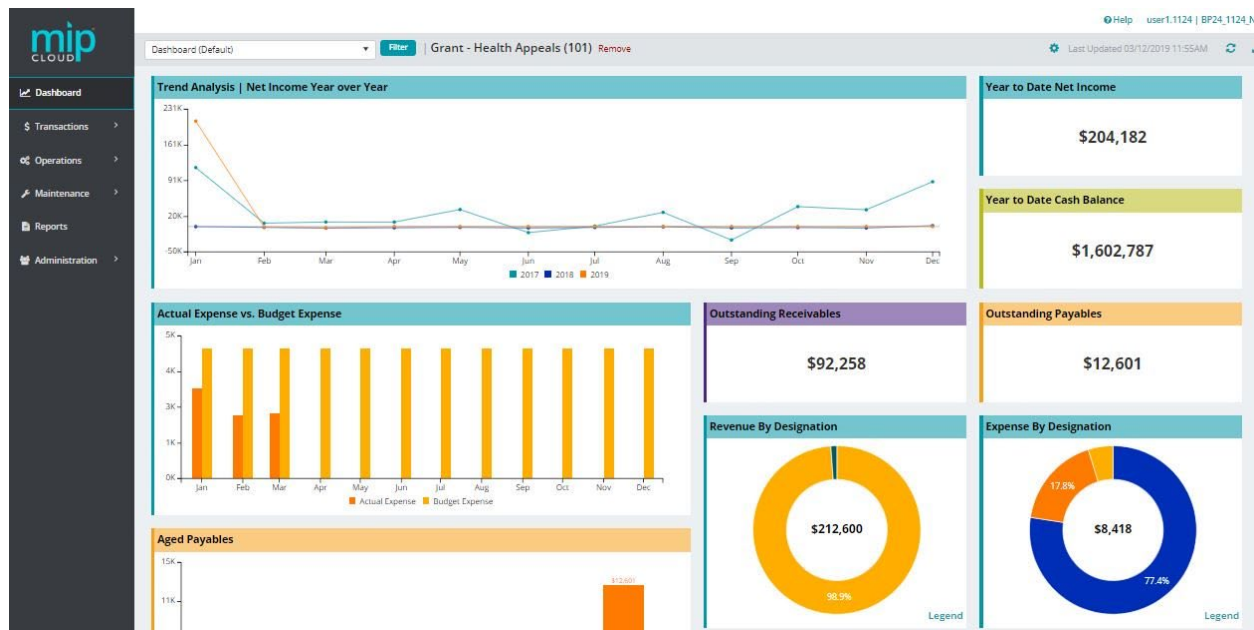 mip
CLOUD
Help user1.1124 | BP24_1124_N
Dashboard (Default) Filter | Grant - Health Appeals (101) Remove
Last Updated 03/12/2019 11:55AM
Dashboard
$ Transactions
Operations
Maintenance
Reports
Administration
Trend Analysis | Net Income Year over Year
231K
161K
91K
20K
-50K
Jan Feb Mar Apr May Jun Jul Aug Sep Oct Nov Dec
2017 2018 2019
Year to Date Net Income
$204,182
Year to Date Cash Balance
$1,602,787
Actual Expense vs. Budget Expense
5K
4K
3K
1K
0K
Jan Feb Mar Apr May Jun Jul Aug Sep Oct Nov Dec
Actual Expense Budget Expense
Outstanding Receivables
$92,258
Outstanding Payables
$12,601
Revenue By Designation
$212,600
98.9%
Legend
Expense By Designation
17.8%
$8,418
77.4%
Legend
Aged Payables
15K
$12,601
11K